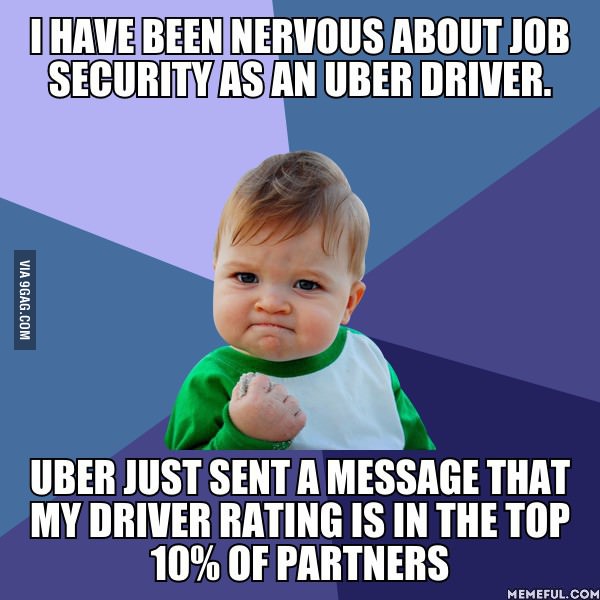 I HAVE BEEN NERVOUS ABOUT JOB
SECURITY AS AN UBER DRIVER.
VIA 9GAG.COM
UBER JUST SENT A MESSAGE THAT
MY DRIVER RATING IS IN THE TOP
10% OF PARTNERS
MEMEFUL.COM